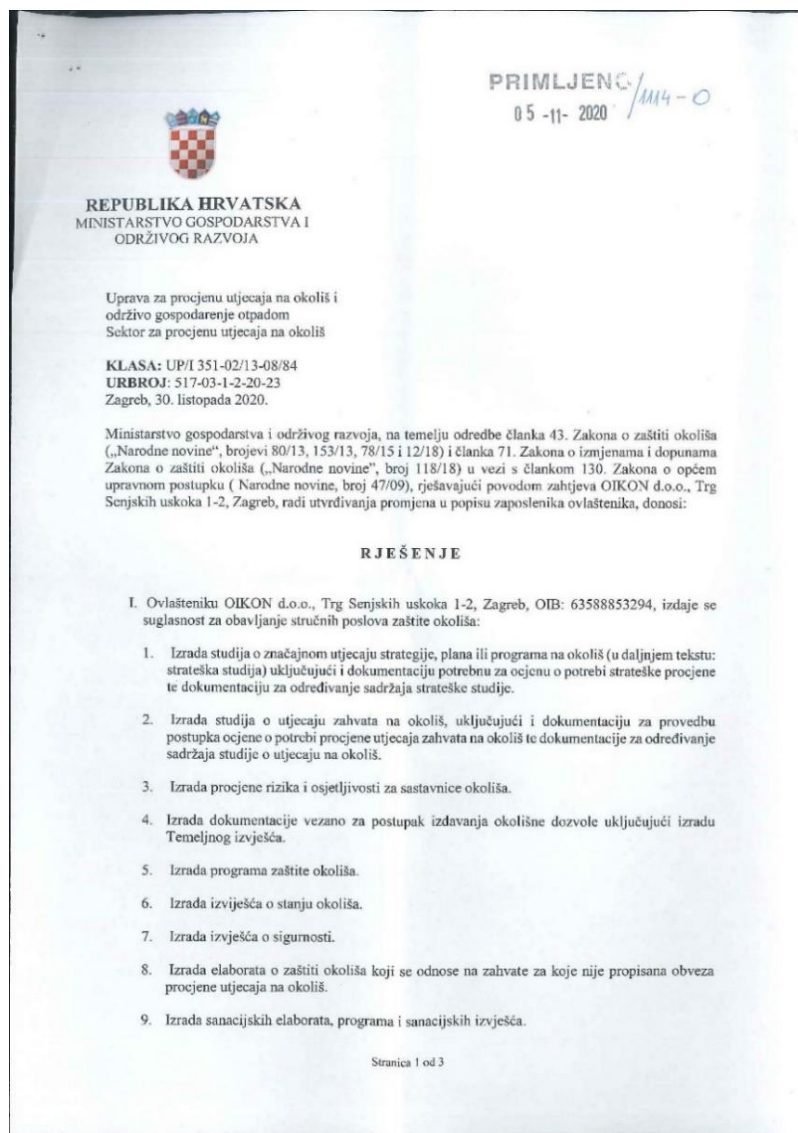 PRIMLJENO/1114-O
05-11-2020
REPUBLIKA HRVATSKA
MINISTARSTVO GOSPODARSTVA I
ODRŽIVOG RAZVOJA
Uprava za procjenu utjecaja na okoliš i
održivo gospodarenje otpadom
Sektor za procjenu utjecaja na okoliš
KLASA: UP/I 351-02/13-08/84
URBROJ: 517-03-1-2-20-23
Zagreb, 30. listopada 2020.
Ministarstvo gospodarstva i održivog razvoja, na temelju odredbe članka 43. Zakona o zaštiti okoliša
(„Narodne novine“, brojevi 80/13, 153/13, 78/15 i 12/18) i članka 71. Zakona o izmjenama i dopunama
Zakona o zaštiti okoliša („Narodne novine”, broj 118/18) u vezi s člankom 130. Zakona o općem
upravnom postupku ( Narodne novine, broj 47/09), rješavajući povodom zahtjeva OIKON d.o.o., Trg
Senjskih uskoka 1-2, Zagreb, radi utvrđivanja promjena u popisu zaposlenika ovlaštenika, donosi:
RJEŠENJE
I. Ovlašteniku OIKON d.o.o., Trg Senjskih uskoka 1-2, Zagreb, OIB: 63588853294, izdaje se
suglasnost za obavljanje stručnih poslova zaštite okoliša:
1. Izrada studija o značajnom utjecaju strategije, plana ili programa na okoliš (u daljnjem tekstu:
strateška studija) uključujući i dokumentaciju potrebnu za ocjenu o potrebi strateške procjene
te dokumentaciju za određivanje sadržaja strateške studije.
2. Izrada studija o utjecaju zahvata na okoliš, uključujući i dokumentaciju za provedbu
postupka ocjene o potrebi procjene utjecaja zahvata na okoliš te dokumentacije za određivanje
sadržaja studije o utjecaju na okoliš.
3. Izrada procjene rizika i osjetljivosti za sastavnice okoliša.
4. Izrada dokumentacije vezano za postupak izdavanja okolišne dozvole uključujući izradu
Temeljnog izvješća.
5. Izrada programa zaštite okoliša.
6. Izrada izviješća o stanju okoliša.
7. Izrada izvješća o sigurnosti.
8. Izrada elaborata o zaštiti okoliša koji se odnose na zahvate za koje nije propisana obveza
procjene utjecaja na okoliš.
9. Izrada sanacijskih elaborata, programa i sanacijskih izvješća.
Stranica 1 od 3